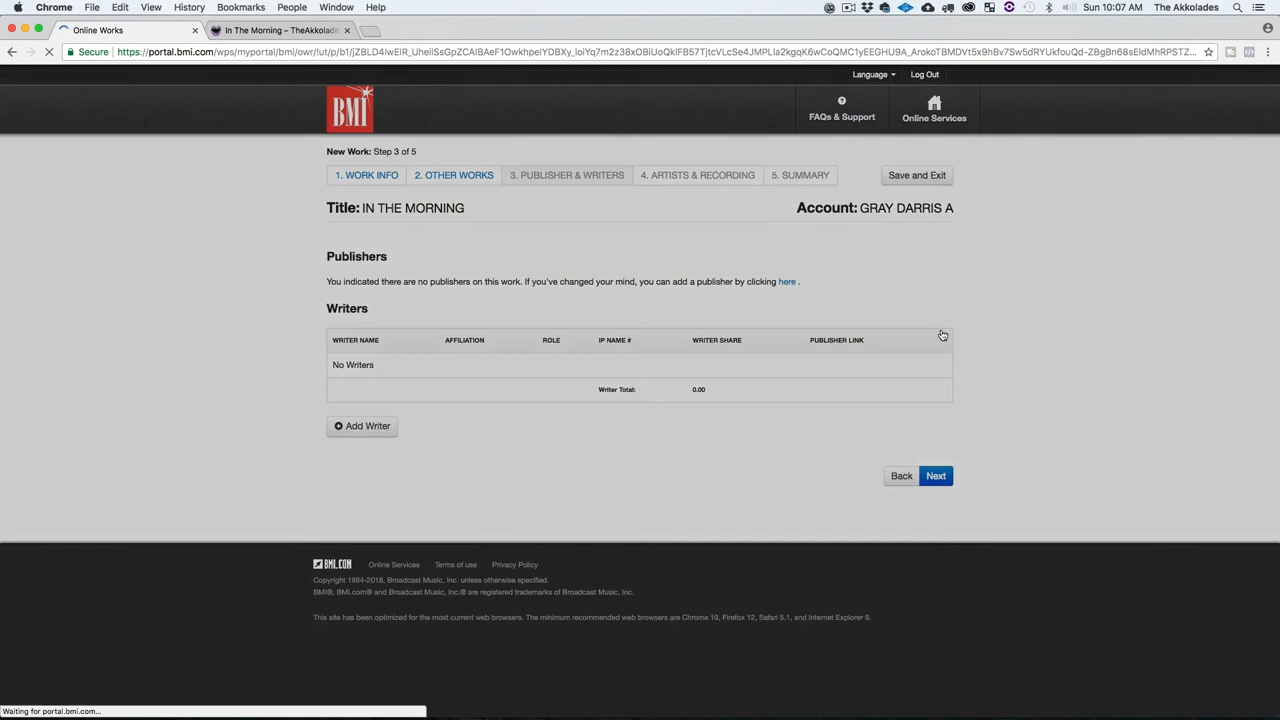 Chrome File Edit View History Bookmarks People Window Help Sun 10:07 AM The Akkolades
Online Works In The Morning – TheAkkolade
Language Log Out
BMI
FAQs & Support Online Services
New Work: Step 3 of 5
1. WORK INFO 2. OTHER WORKS 3. PUBLISHER & WRITERS 4. ARTISTS & RECORDING 5. SUMMARY Save and Exit
Title: IN THE MORNING Account: GRAY DARRIS A
Publishers
You indicated there are no publishers on this work. If you've changed your mind, you can add a publisher by clicking here .
Writers
WRITER NAME AFFILIATION ROLE IP NAME # WRITER SHARE PUBLISHER LINK
No Writers
Writer Total: 0.00
Add Writer
Back Next
BMI.COM Online Services Terms of use Privacy Policy
Copyright 1994-2018, Broadcast Music, Inc. unless otherwise specified.
BMI®, BMI.com® and Broadcast Music, Inc.® are registered trademarks of Broadcast Music, Inc.
This site has been optimized for the most current web browsers. The minimum recommended web browsers are Chrome 19, Firefox 12, Safari 5.1, and Internet Explorer 9.
Waiting for portal.bmi.com...